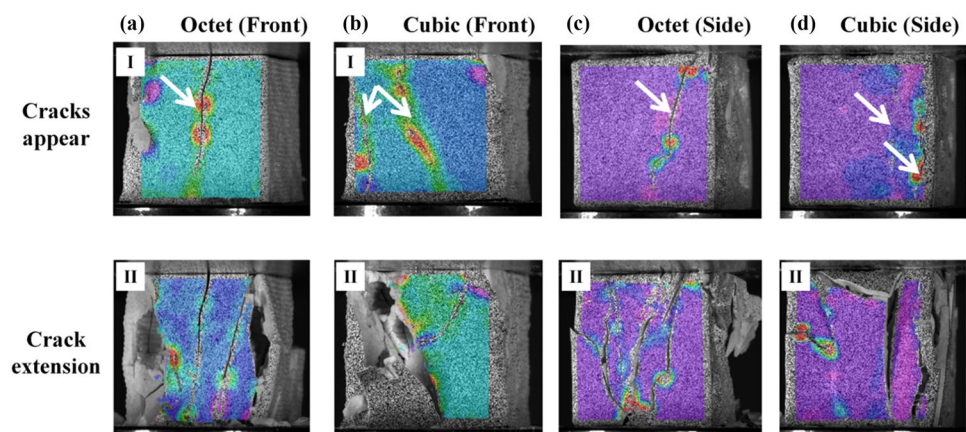 (a) Octet (Front) (b) Cubic (Front) (c) Octet (Side) (d) Cubic (Side)
I I I I
Cracks
appear
II II II II
Crack
extension